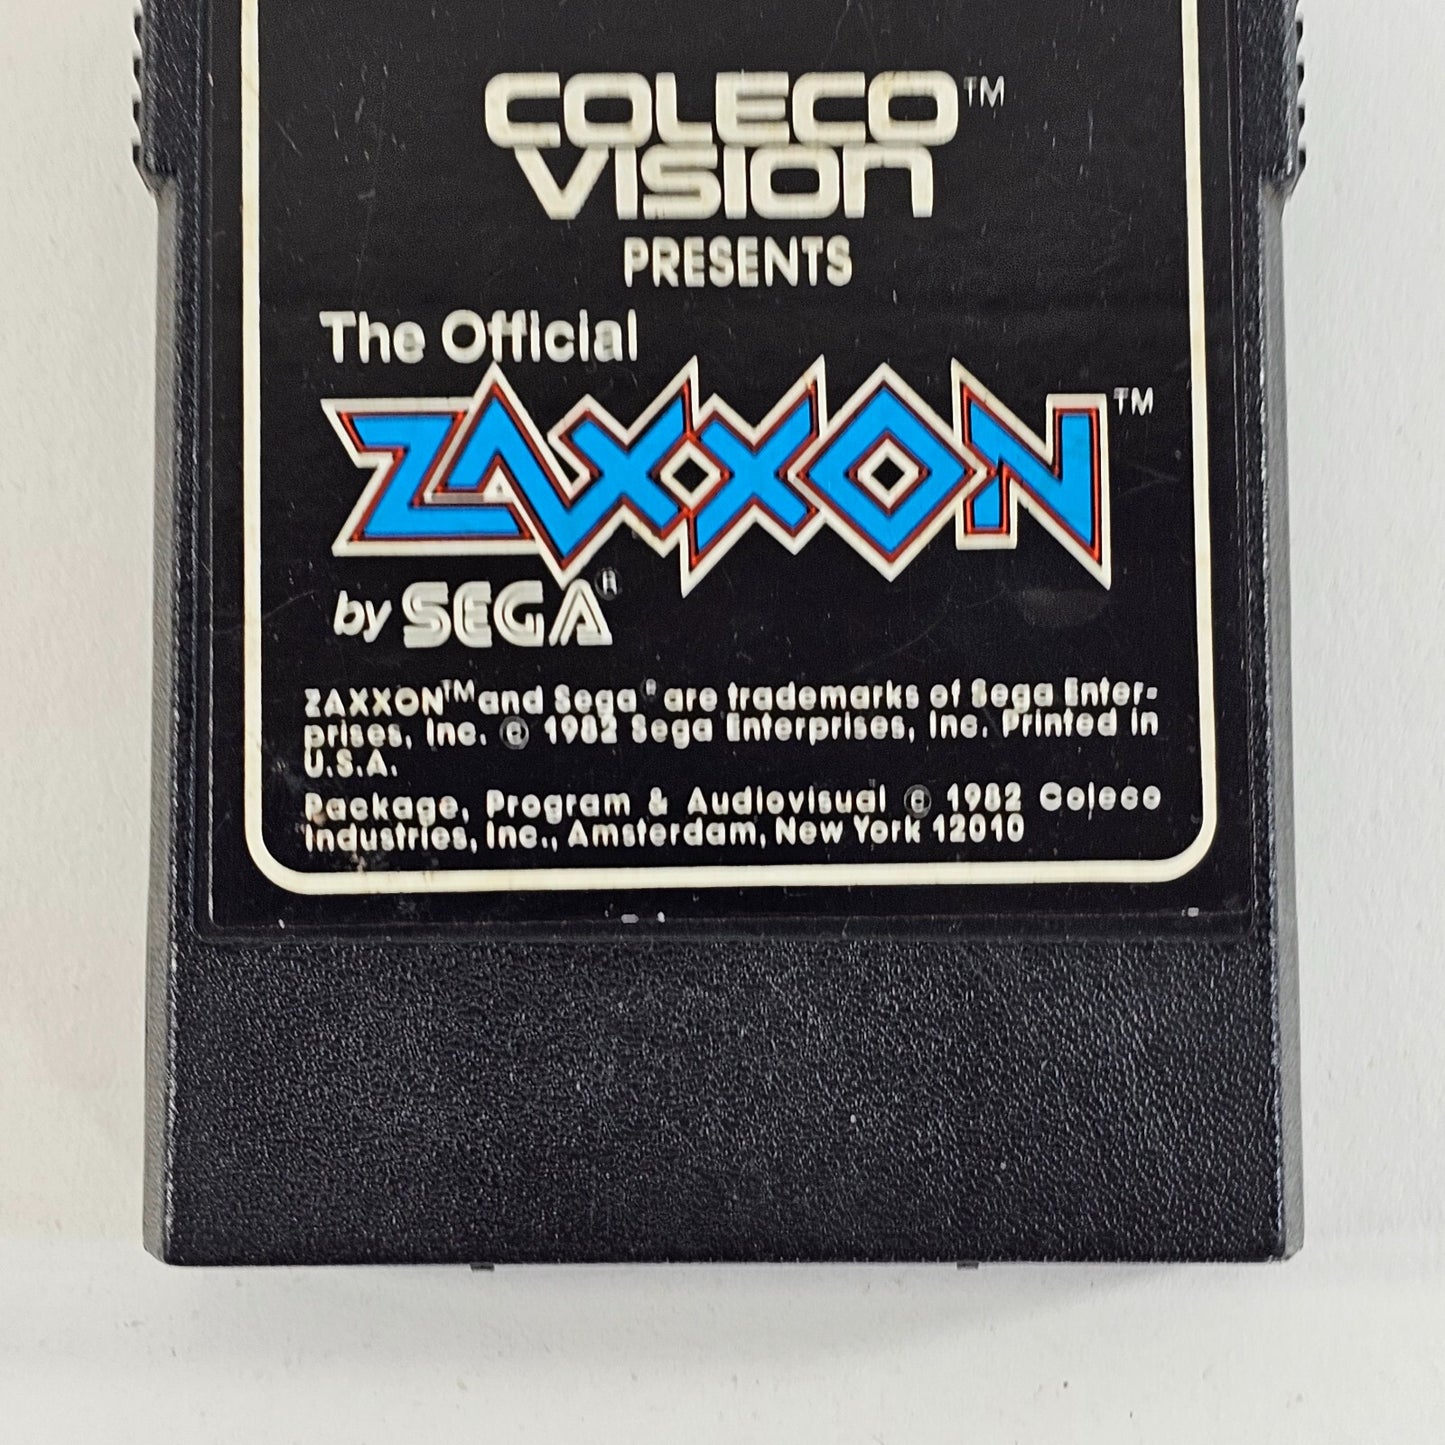 COLECO™
VISION
PRESENTS
The Official
ZAXXON™
by SEGA®
ZAXXON™ and Sega® are trademarks of Sega Enter-
prises, Inc. © 1982 Sega Enterprises, Inc. Printed in
U.S.A.
Package, Program & Audiovisual © 1982 Coleco
Industries, Inc., Amsterdam, New York 12010